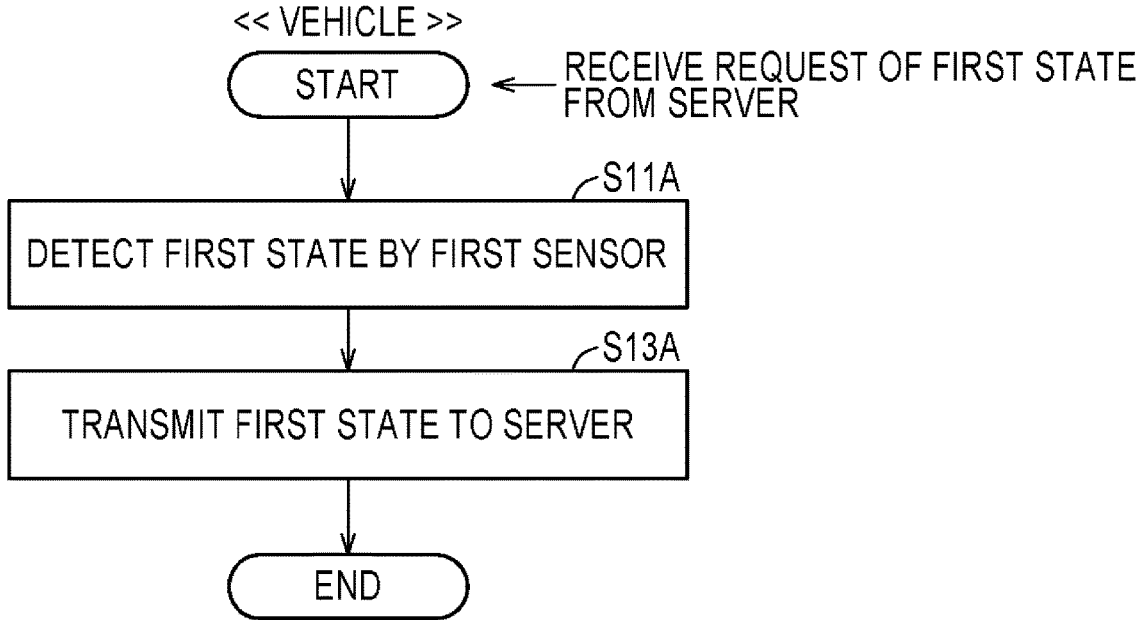 << VEHICLE >>
START
RECEIVE REQUEST OF FIRST STATE
FROM SERVER
S11A
DETECT FIRST STATE BY FIRST SENSOR
S13A
TRANSMIT FIRST STATE TO SERVER
END